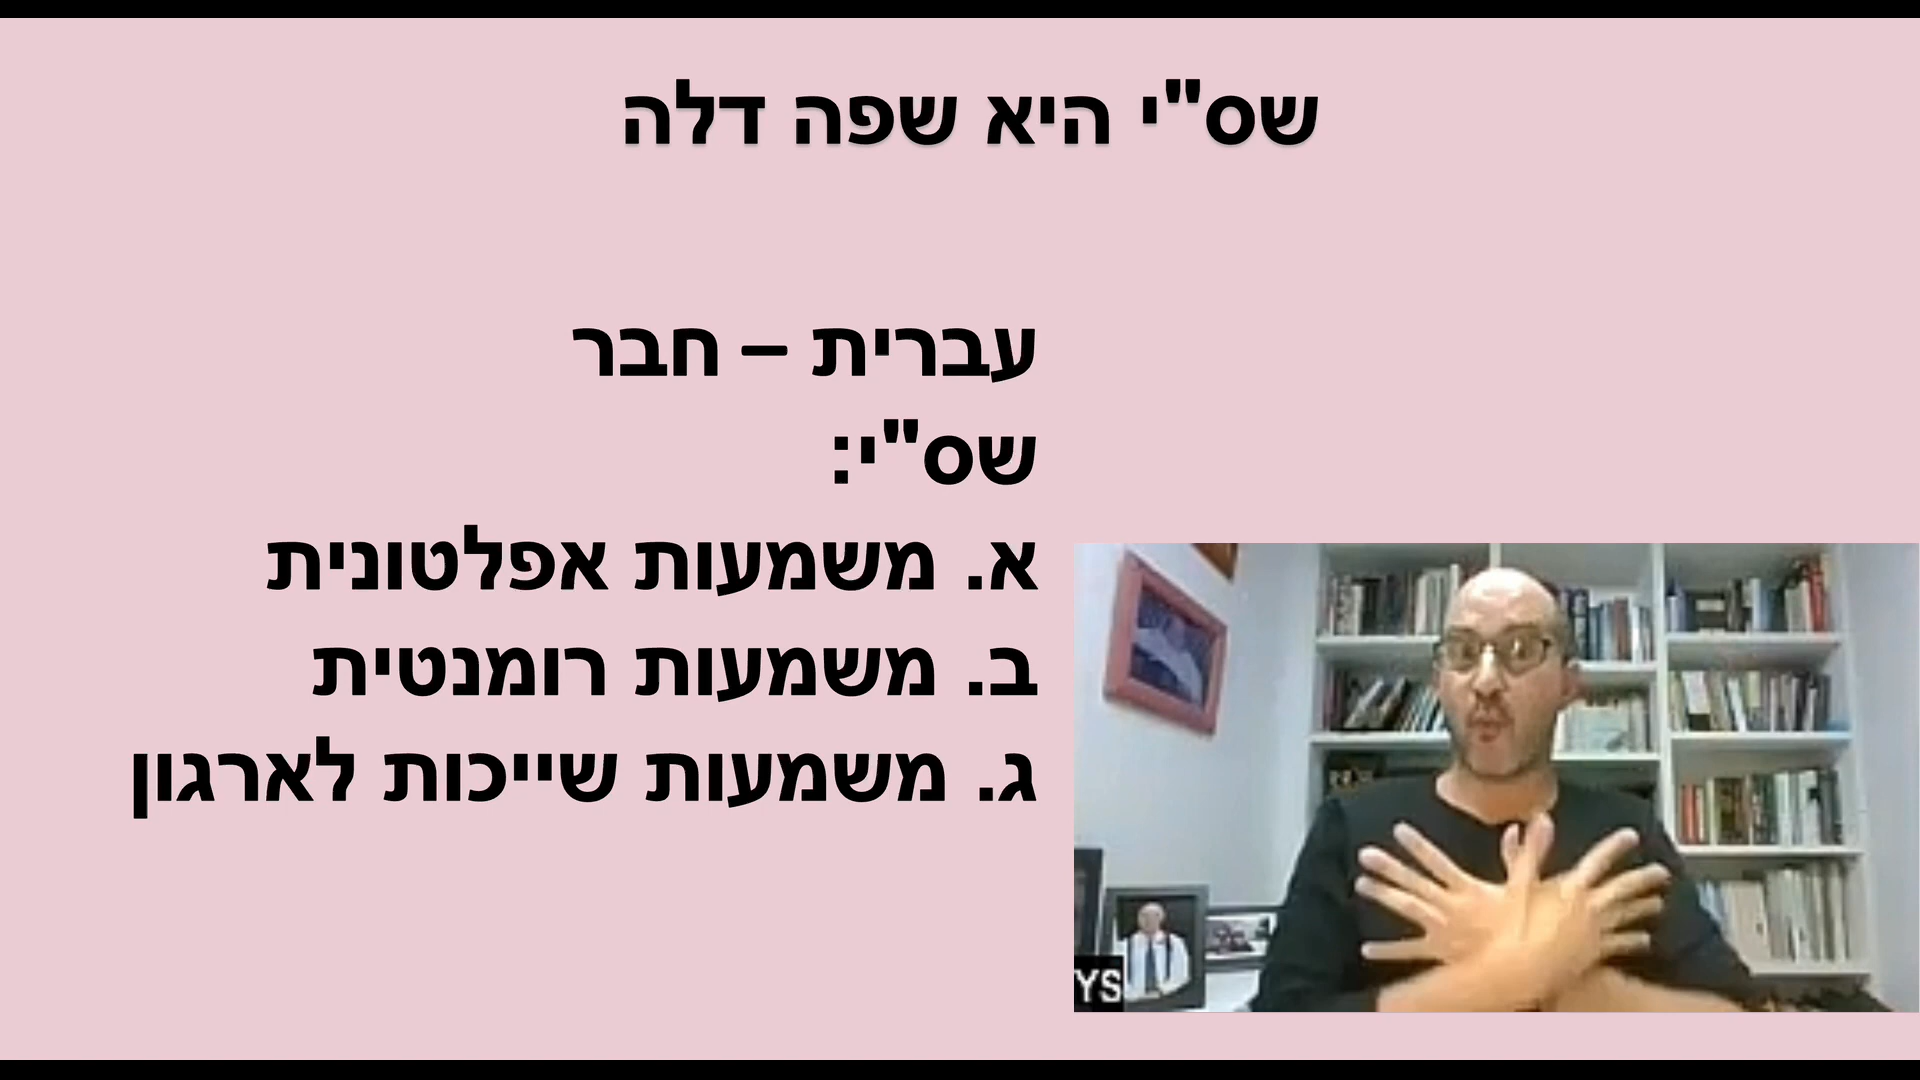 שס"י היא שפה דלה
עברית – חבר
שס"י:
א. משמעות אפלטונית
ב. משמעות רומנטית
ג. משמעות שייכות לארגון
YS